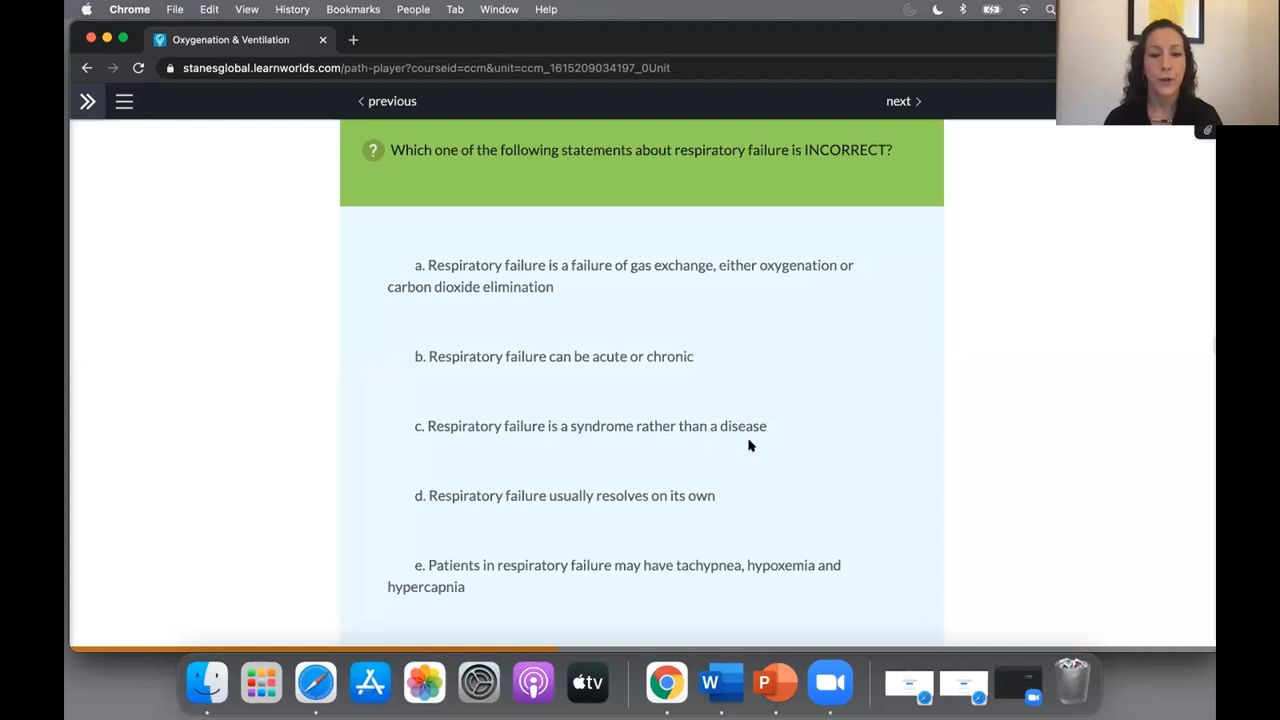 Chrome File Edit View History Bookmarks People Tab Window Help
Oxygenation & Ventilation
stanesglobal.learnworlds.com/path-player?courseid=ccm&unit=ccm_1615209034197_0Unit
previous
next
? Which one of the following statements about respiratory failure is INCORRECT?
a. Respiratory failure is a failure of gas exchange, either oxygenation or
carbon dioxide elimination
b. Respiratory failure can be acute or chronic
c. Respiratory failure is a syndrome rather than a disease
d. Respiratory failure usually resolves on its own
e. Patients in respiratory failure may have tachypnea, hypoxemia and
hypercapnia
tv
W
P